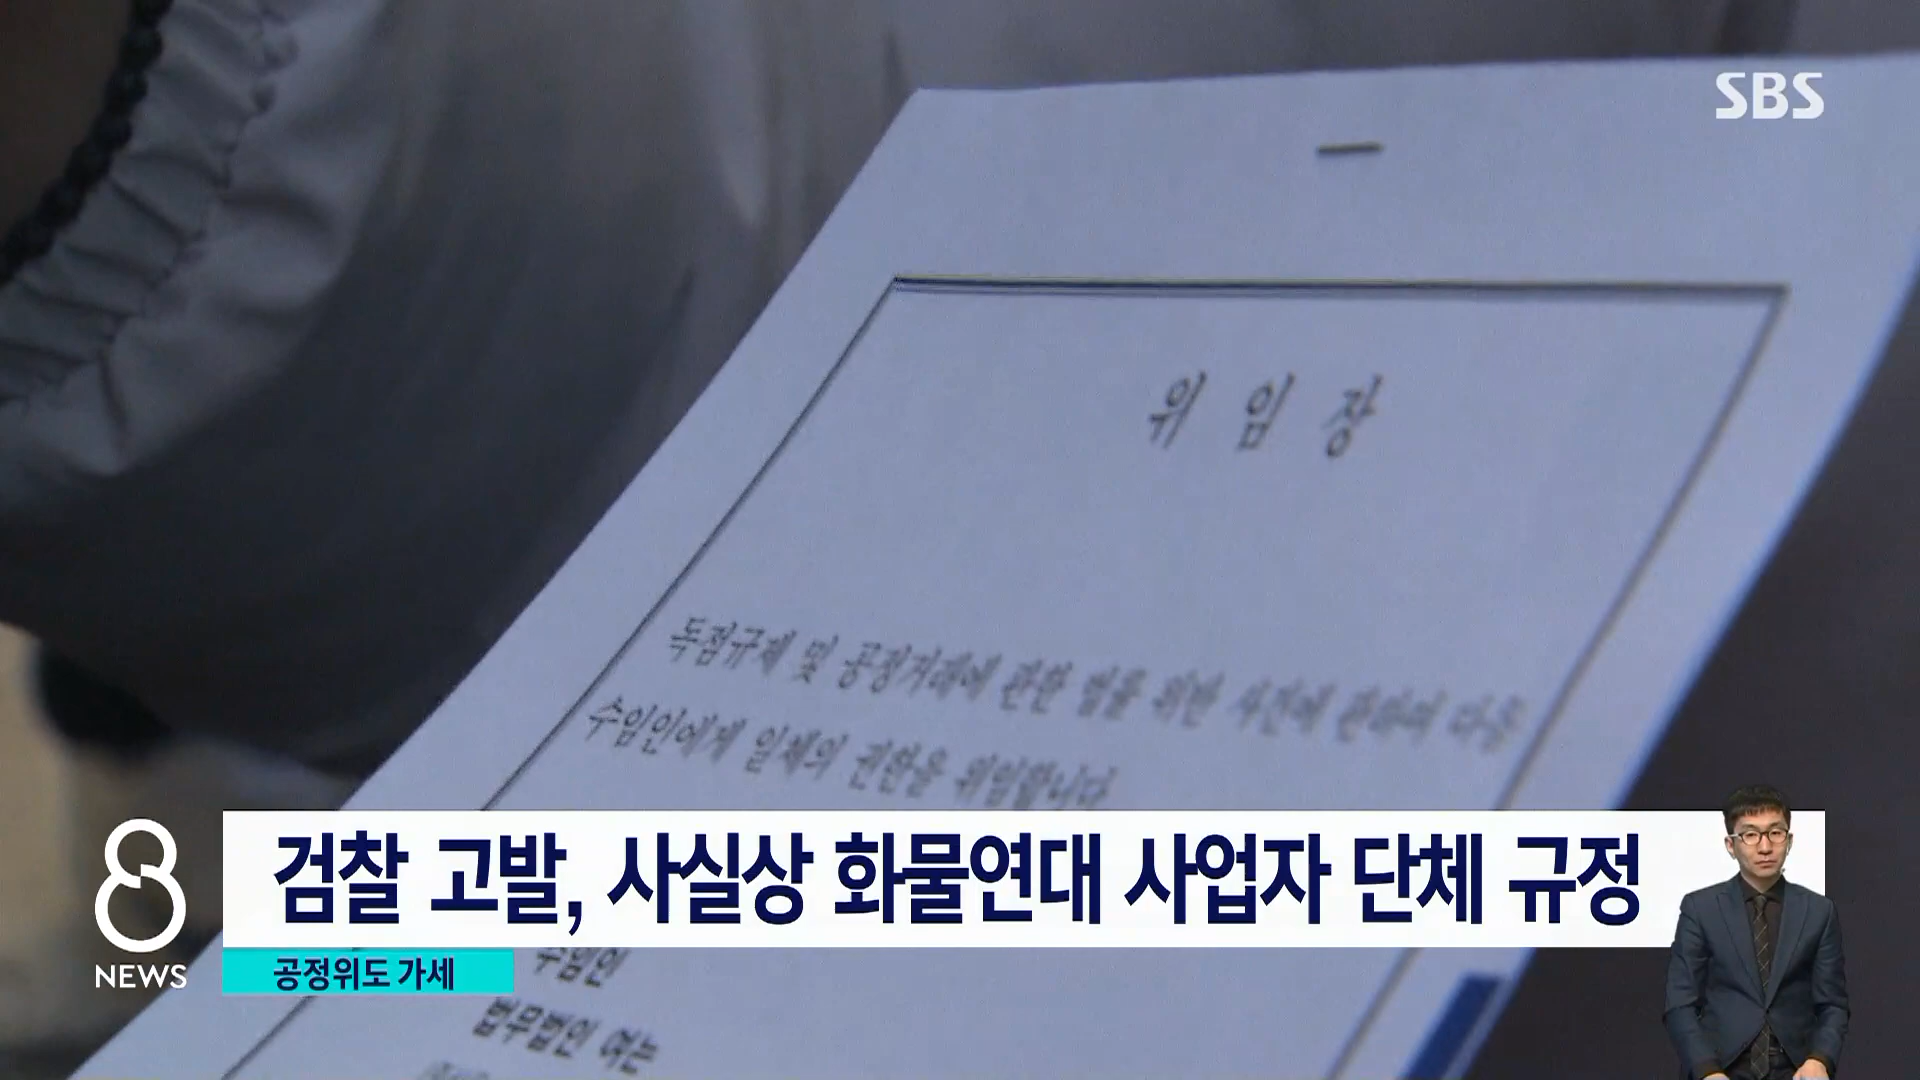 SBS
위 임 장
독점규제 및 공정거래에 관한 법률 위반 사건에 관하여 다음
수임인에게 일체의 권한을 위임합니다
8 검찰 고발, 사실상 화물연대 사업자 단체 규정
NEWS 공정위도 가세
수임인
법무법인 여는